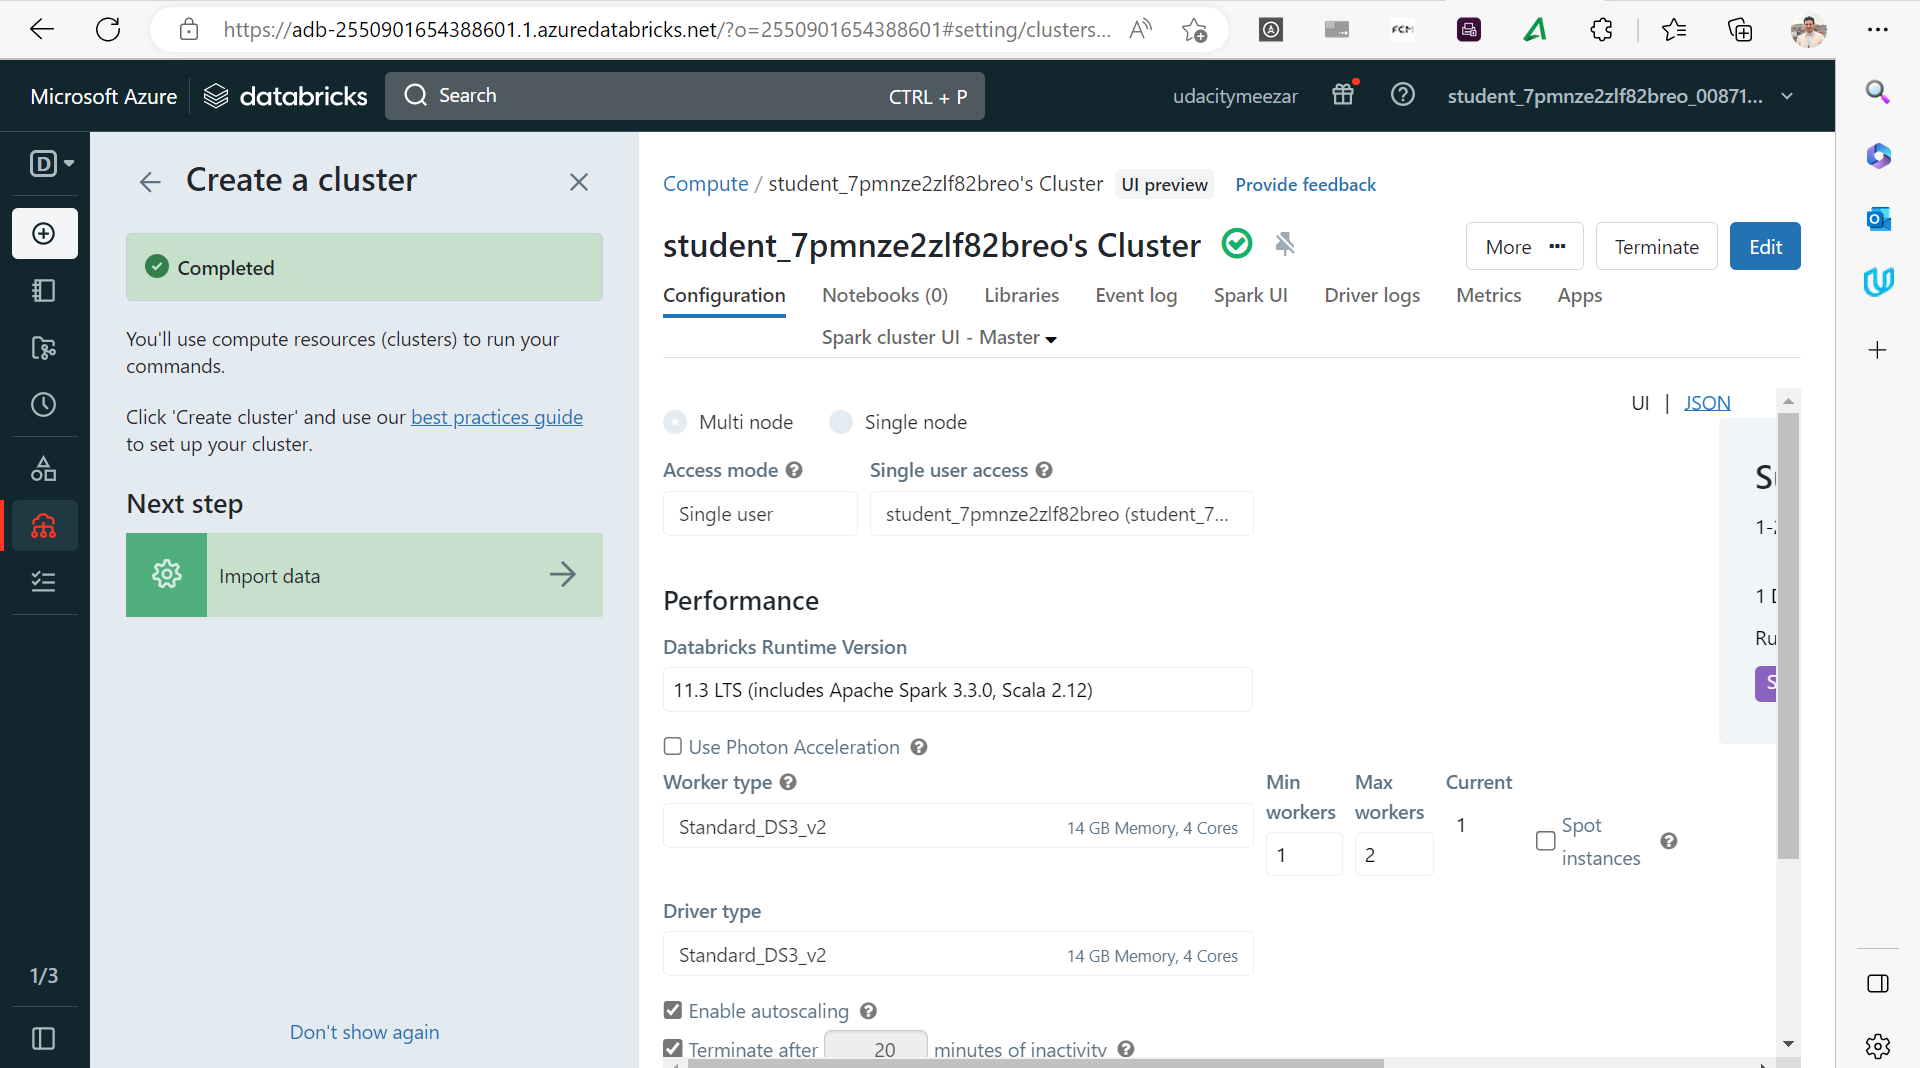 https://adb-2550901654388601.1.azuredatabricks.net/?o=2550901654388601#setting/clusters...
FCM
Microsoft Azure
databricks
Search
CTRL + P
udacitymeezar
student_7pmnze2zlf82breo_00871...
D
Create a cluster
Completed
You'll use compute resources (clusters) to run your
commands.
Click 'Create cluster' and use our best practices guide
to set up your cluster.
Next step
Import data
1/3
Don't show again
Compute / student_7pmnze2zlf82breo's Cluster
UI preview
Provide feedback
student_7pmnze2zlf82breo's Cluster
More
Terminate
Edit
Configuration
Notebooks (0)
Libraries
Event log
Spark UI
Driver logs
Metrics
Apps
Spark cluster UI - Master
UI | JSON
Multi node
Single node
Access mode
Single user access
Single user
student_7pmnze2zlf82breo (student_7...
1 D
Ru
Performance
Databricks Runtime Version
11.3 LTS (includes Apache Spark 3.3.0, Scala 2.12)
Use Photon Acceleration
Worker type
Min
workers
Max
workers
Current
Standard_DS3_v2
14 GB Memory, 4 Cores
1
2
1
Spot
instances
Driver type
Standard_DS3_v2
14 GB Memory, 4 Cores
Enable autoscaling
Terminate after 20 minutes of inactivity